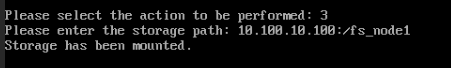 Please select the action to be performed: 3
Please enter the storage path: 10.100.10.100:/fs_node1
Storage has been mounted.